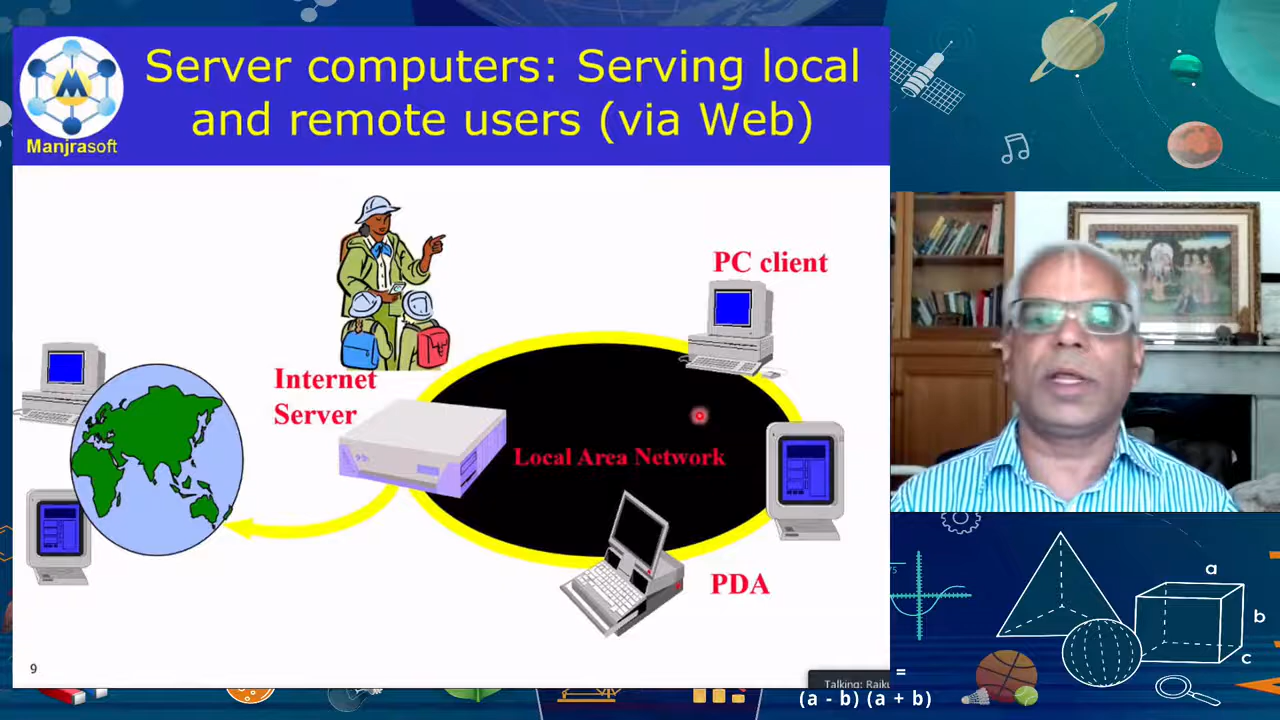 Server computers: Serving local
and remote users (via Web)
Manjrasoft
PC client
Internet
Server
Local Area Network
PDA
9
Talking:
a
b
c
=
(a - b) (a + b)